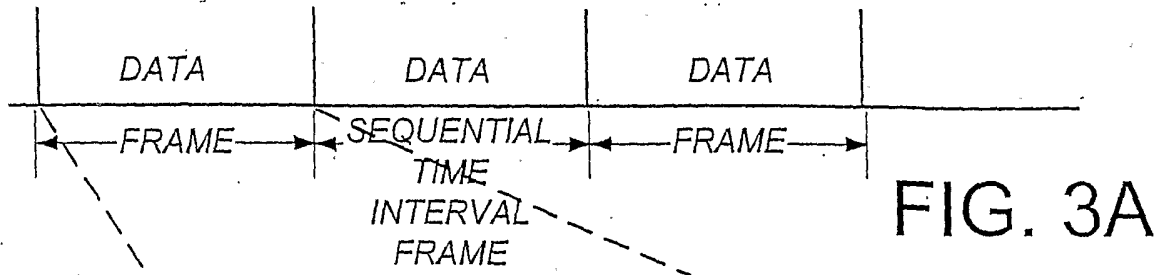 DATA DATA DATA
FRAME SEQUENTIAL FRAME
TIME
INTERVAL
FRAME
FIG. 3A